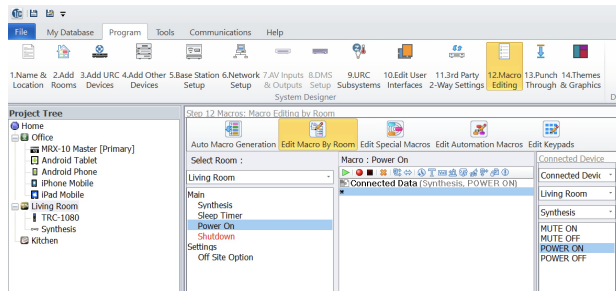 File My Database Program Tools Communications Help
1.Name & Location 2.Add Rooms 3.Add URC Devices 4.Add Other Devices 5.Base Station Setup 6.Network Setup 7.AV Inputs & Outputs 8.DMS Setup 9.URC Subsystems 10.Edit User Interfaces 11.3rd Party 2-Way Settings 12.Macro Editing 13.Punch Through 14.Themes & Graphics
System Designer
Project Tree
Home
Office
MRX-10 Master [Primary]
Android Tablet
Android Phone
iPhone Mobile
iPad Mobile
Living Room
TRC-1080
Synthesis
Kitchen
Step 12 Macros: Macro Editing by Room
Auto Macro Generation Edit Macro By Room Edit Special Macros Edit Automation Macros Edit Keypads
Select Room :
Living Room
Main
Synthesis
Sleep Timer
Power On
Shutdown
Settings
Off Site Option
Macro : Power On
Connected Data (Synthesis, POWER ON)
Connected Device
Connected Devic
Living Room
Synthesis
MUTE ON
MUTE OFF
POWER ON
POWER OFF